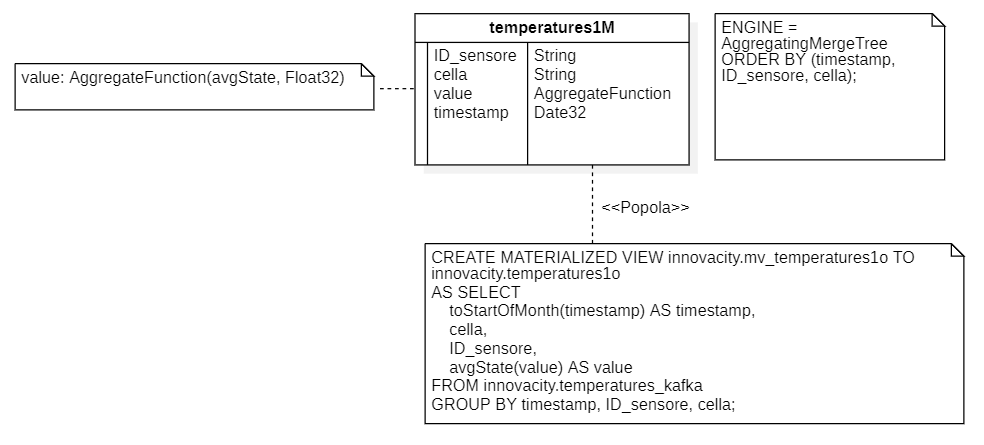 temperatures1M
ID_sensore String
cella String
value AggregateFunction
timestamp Date32
value: AggregateFunction(avgState, Float32)
ENGINE =
AggregatingMergeTree
ORDER BY (timestamp,
ID_sensore, cella);
<<Popola>>
CREATE MATERIALIZED VIEW innovacity.mv_temperatures1o TO
innovacity.temperatures1o
AS SELECT
toStartOfMonth(timestamp) AS timestamp,
cella,
ID_sensore,
avgState(value) AS value
FROM innovacity.temperatures_kafka
GROUP BY timestamp, ID_sensore, cella;